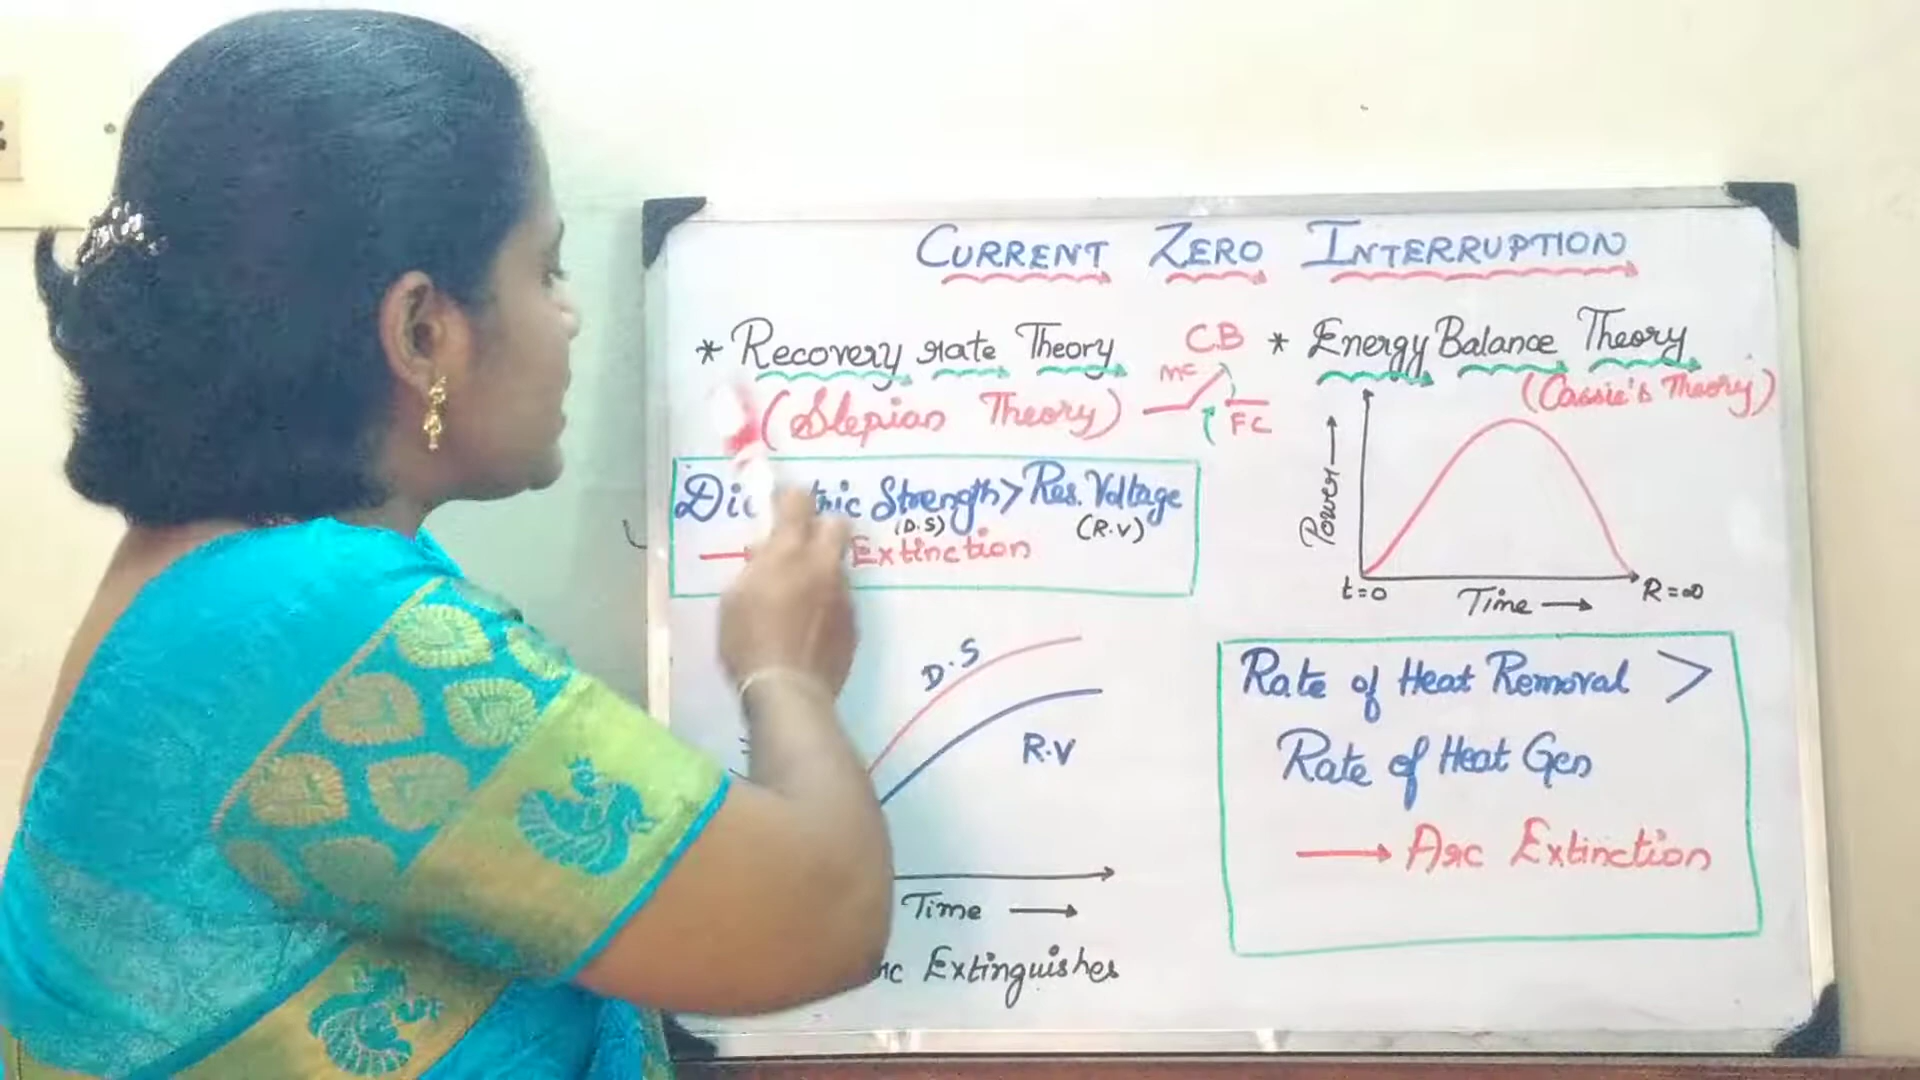 CURRENT ZERO INTERRUPTION
* Recovery rate Theory
(Slepian Theory)
C.B
MC
FC
Strength > Res. Voltage
(D.S) (R.V)
→ Extinction
D.S
R.V
Time →
Extinguishes
* Energy Balance Theory
(Cassie's Theory)
Power →
t=0 Time → R=∞
Rate of Heat Removal >
Rate of Heat Gen
→ Arc Extinction